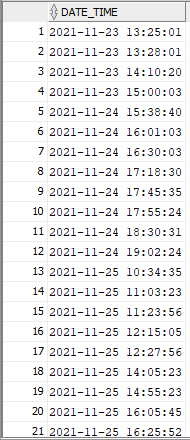 DATE_TIME
1 2021-11-23 13:25:01
2 2021-11-23 13:28:01
3 2021-11-23 14:10:20
4 2021-11-23 15:00:03
5 2021-11-24 15:38:40
6 2021-11-24 16:01:03
7 2021-11-24 16:30:03
8 2021-11-24 17:18:30
9 2021-11-24 17:45:35
10 2021-11-24 17:55:24
11 2021-11-24 18:30:31
12 2021-11-24 19:02:24
13 2021-11-25 10:34:35
14 2021-11-25 11:03:23
15 2021-11-25 11:23:56
16 2021-11-25 12:15:05
17 2021-11-25 12:27:56
18 2021-11-25 14:05:23
19 2021-11-25 14:55:23
20 2021-11-25 16:05:45
21 2021-11-25 16:25:52